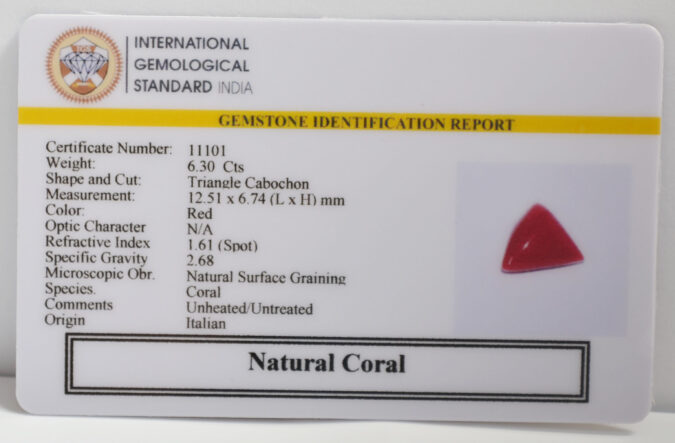 INTERNATIONAL
GEMOLOGICAL
STANDARD INDIA
GEMSTONE IDENTIFICATION REPORT
Certificate Number: 11101
Weight: 6.30 Cts
Shape and Cut: Triangle Cabochon
Measurement: 12.51 x 6.74 (L x H) mm
Color: Red
Optic Character N/A
Refractive Index 1.61 (Spot)
Specific Gravity 2.68
Microscopic Obr. Natural Surface Graining
Species. Coral
Comments Unheated/Untreated
Origin Italian
Natural Coral